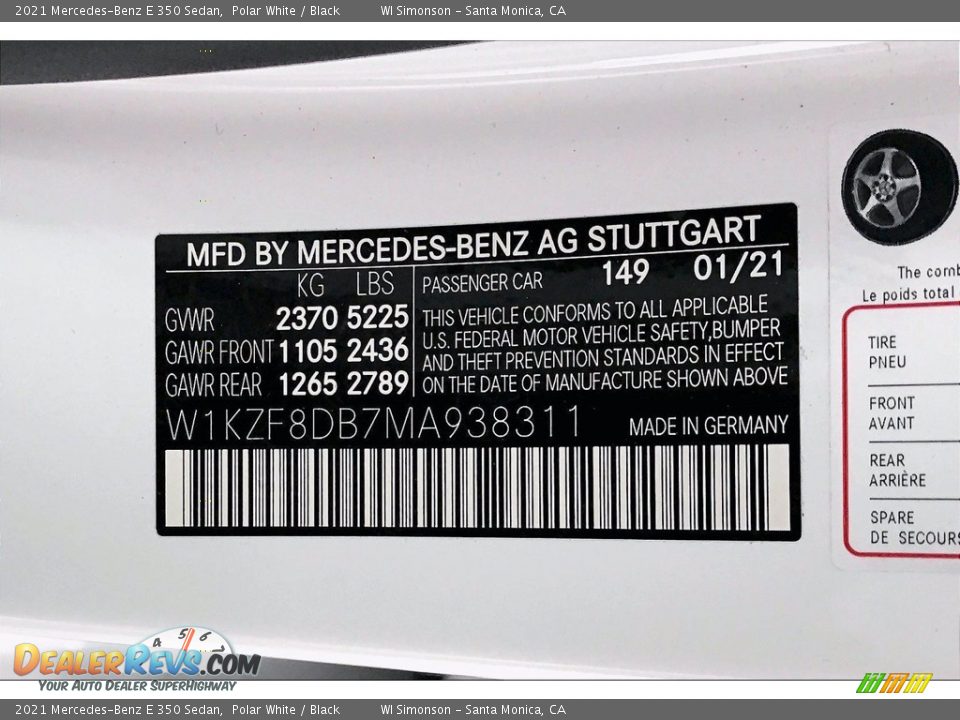 2021 Mercedes-Benz E 350 Sedan, Polar White / Black WI Simonson - Santa Monica, CA
MFD BY MERCEDES-BENZ AG STUTTGART
KG LBS
GVWR 2370 5225
GAWR FRONT 1105 2436
GAWR REAR 1265 2789
PASSENGER CAR 149 01/21
THIS VEHICLE CONFORMS TO ALL APPLICABLE
U.S. FEDERAL MOTOR VEHICLE SAFETY,BUMPER
AND THEFT PREVENTION STANDARDS IN EFFECT
ON THE DATE OF MANUFACTURE SHOWN ABOVE
W1KZF8DB7MA938311 MADE IN GERMANY
The comb
Le poids total
TIRE
PNEU
FRONT
AVANT
REAR
ARRIÈRE
SPARE
DE SECOURS
4 5 6 7
DEALERREVS.COM
YOUR AUTO DEALER SUPERHIGHWAY
2021 Mercedes-Benz E 350 Sedan, Polar White / Black WI Simonson - Santa Monica, CA